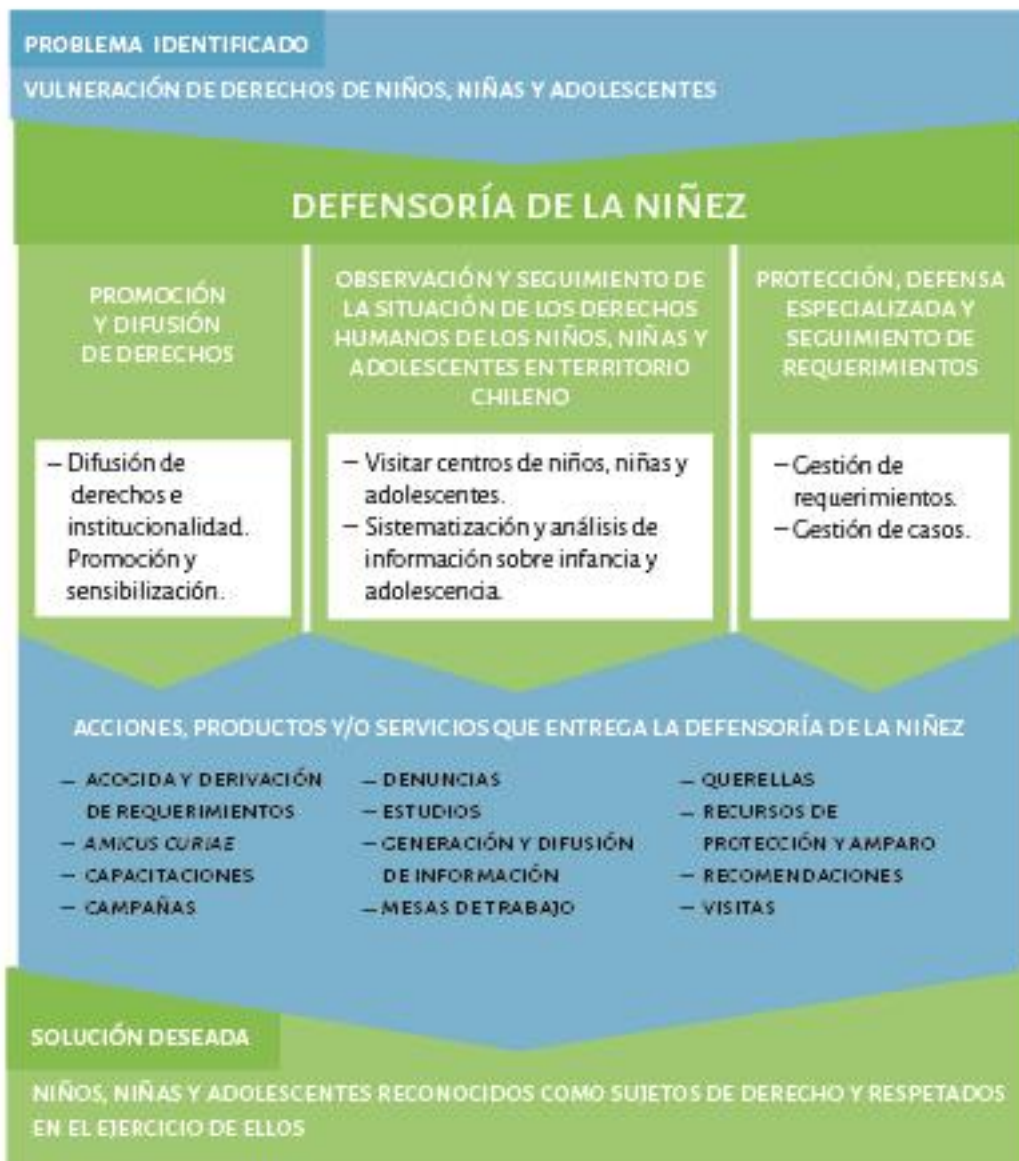 PROBLEMA IDENTIFICADO
VULNERACIÓN DE DERECHOS DE NIÑOS, NIÑAS Y ADOLESCENTES
DEFENSORÍA DE LA NIÑEZ
PROMOCIÓN
Y DIFUSIÓN
DE DERECHOS
– Difusión de
derechos e
institucionalidad.
Promoción y
sensibilización.
OBSERVACIÓN Y SEGUIMIENTO DE
LA SITUACIÓN DE LOS DERECHOS
HUMANOS DE LOS NIÑOS, NIÑAS Y
ADOLESCENTES EN TERRITORIO
CHILENO
– Visitar centros de niños, niñas y
adolescentes.
– Sistematización y análisis de
información sobre infancia y
adolescencia.
PROTECCIÓN, DEFENSA
ESPECIALIZADA Y
SEGUIMIENTO DE
REQUERIMIENTOS
– Gestión de
requerimientos.
– Gestión de casos.
ACCIONES, PRODUCTOS Y/O SERVICIOS QUE ENTREGA LA DEFENSORÍA DE LA NIÑEZ
– ACOGIDA Y DERIVACIÓN
DE REQUERIMIENTOS
– AMICUS CURIAE
– CAPACITACIONES
– CAMPAÑAS
– DENUNCIAS
– ESTUDIOS
– GENERACIÓN Y DIFUSIÓN
DE INFORMACIÓN
– MESAS DE TRABAJO
– QUERELLAS
– RECURSOS DE
PROTECCIÓN Y AMPARO
– RECOMENDACIONES
– VISITAS
SOLUCIÓN DESEADA
NIÑOS, NIÑAS Y ADOLESCENTES RECONOCIDOS COMO SUJETOS DE DERECHO Y RESPETADOS
EN EL EJERCICIO DE ELLOS